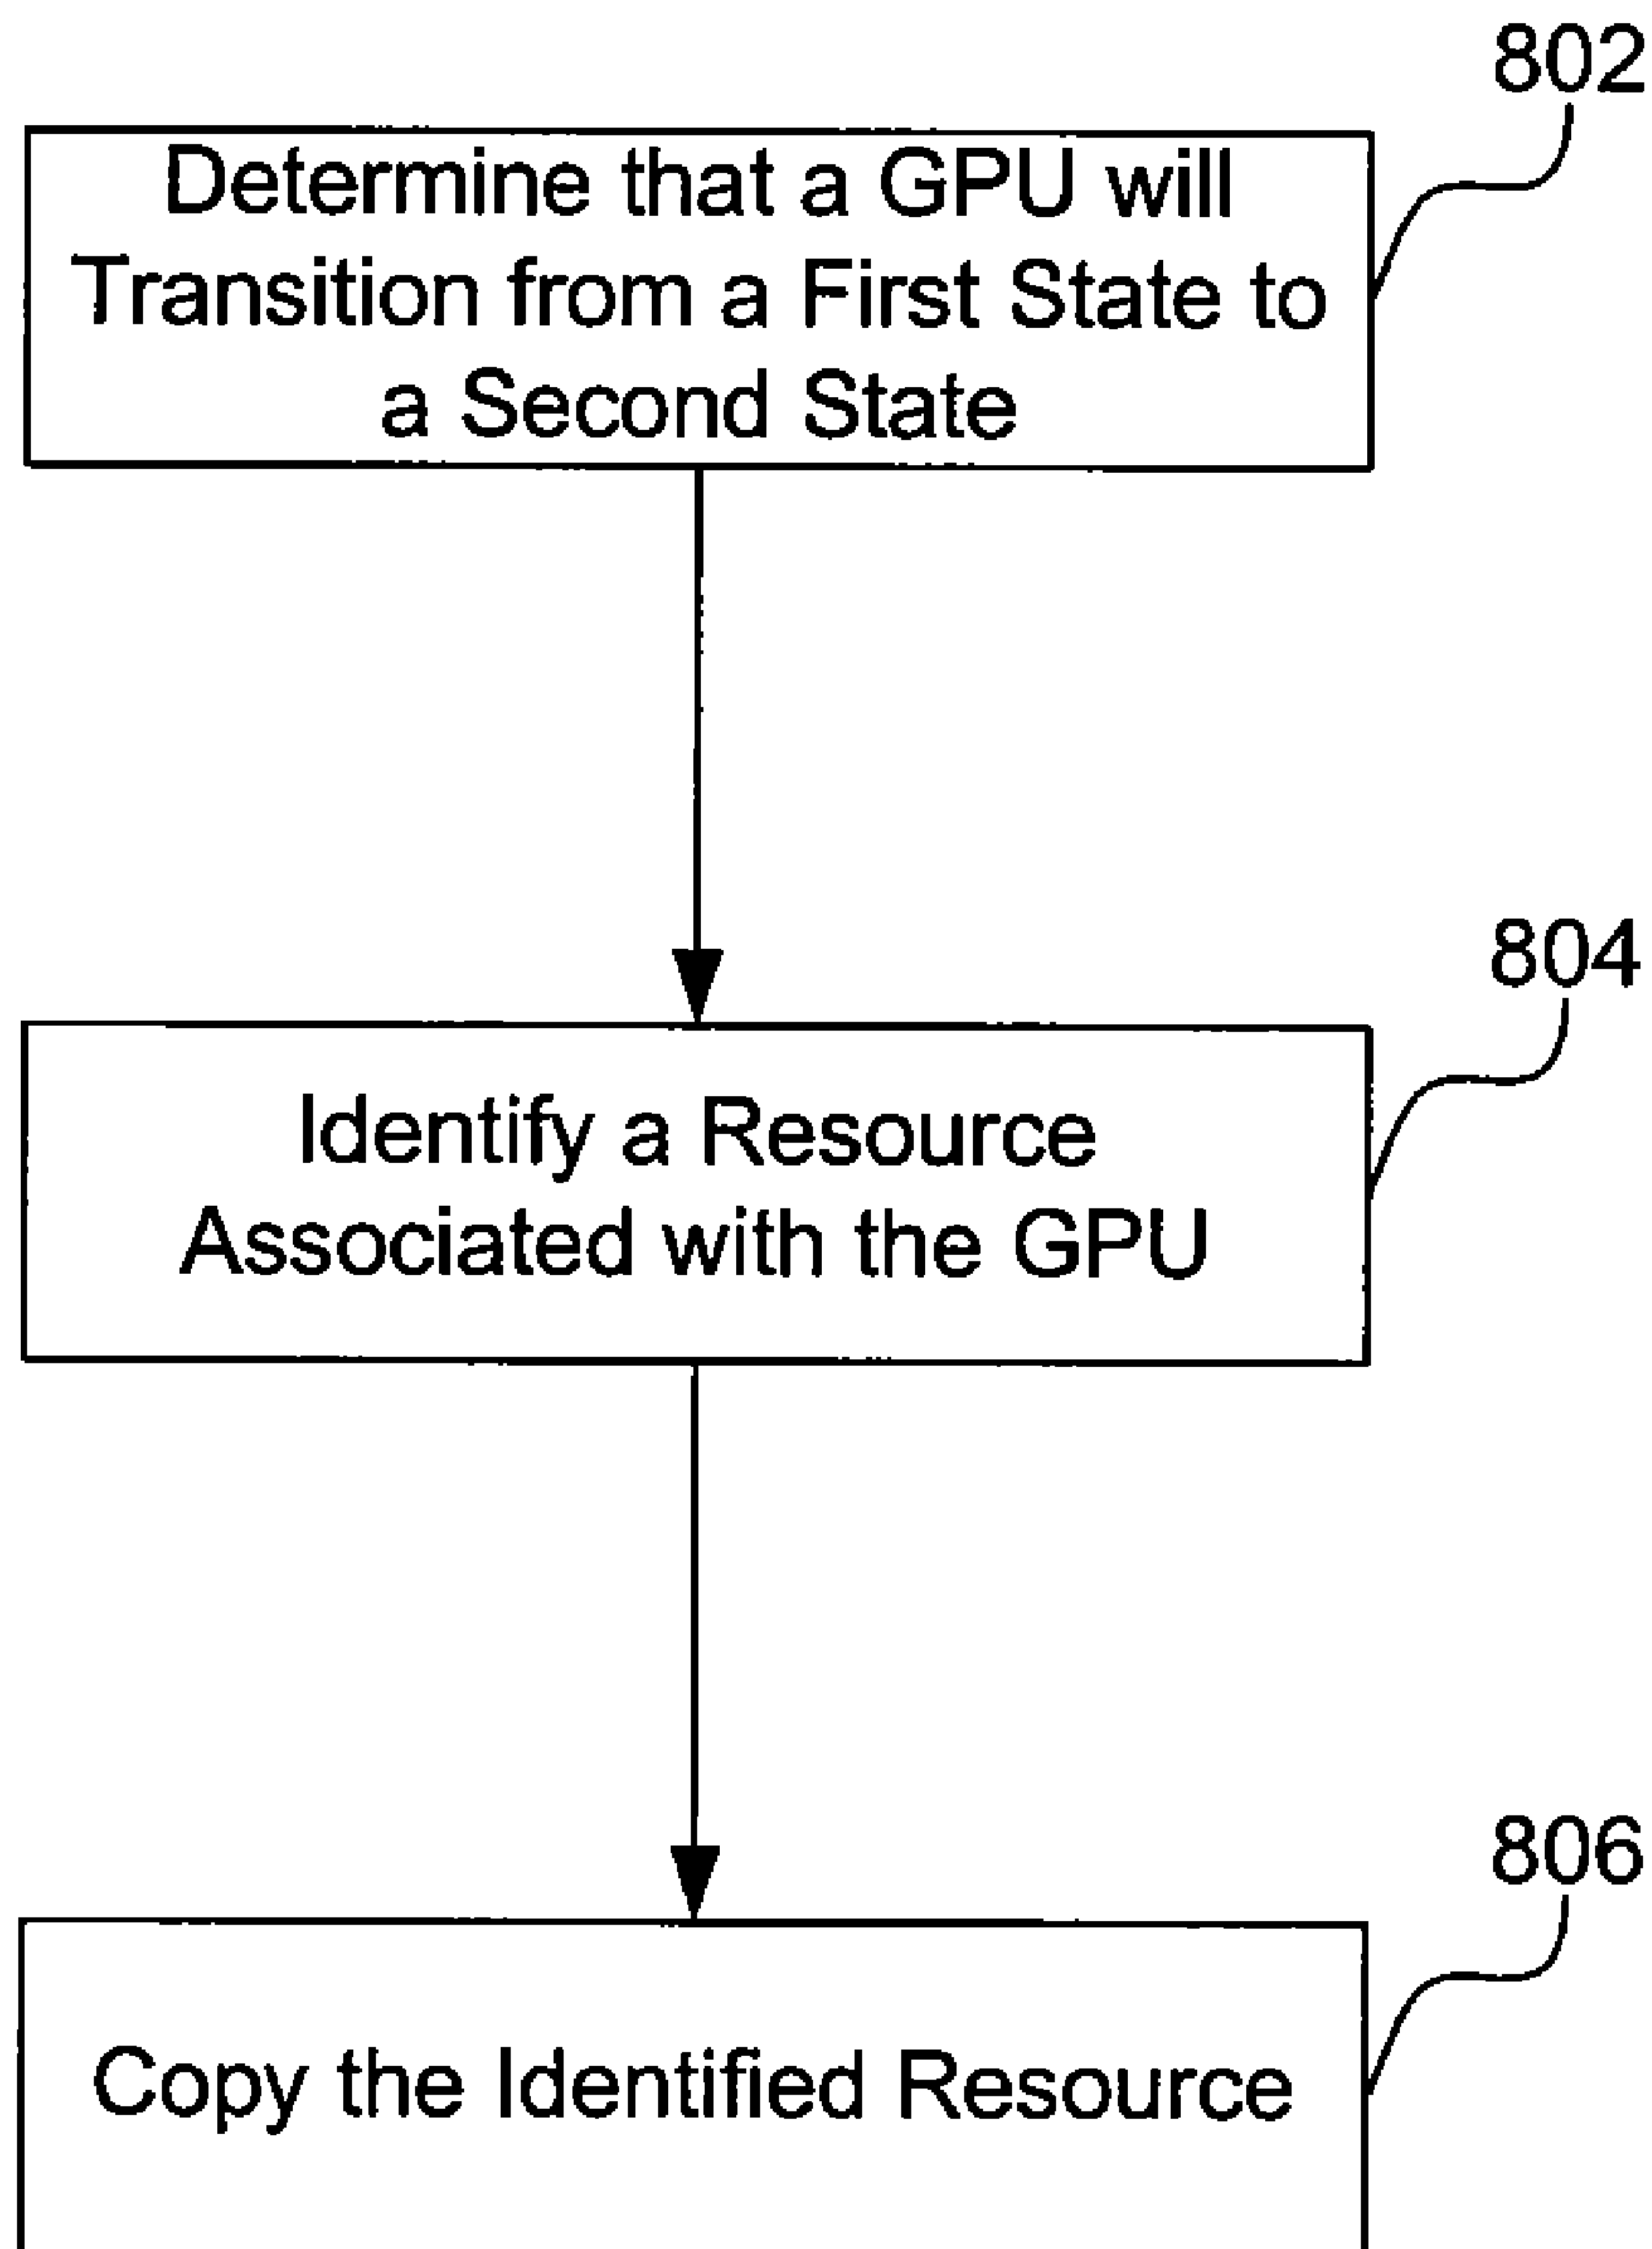 802
Determine that a GPU will
Transition from a First State to
a Second State
804
Identify a Resource
Associated with the GPU
806
Copy the Identified Resource